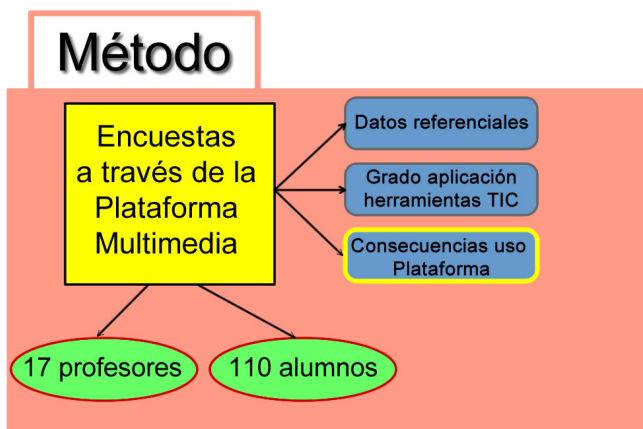 Método
Encuestas
a través de la
Plataforma
Multimedia
Datos referenciales
Grado aplicación
herramientas TIC
Consecuencias uso
Plataforma
17 profesores
110 alumnos